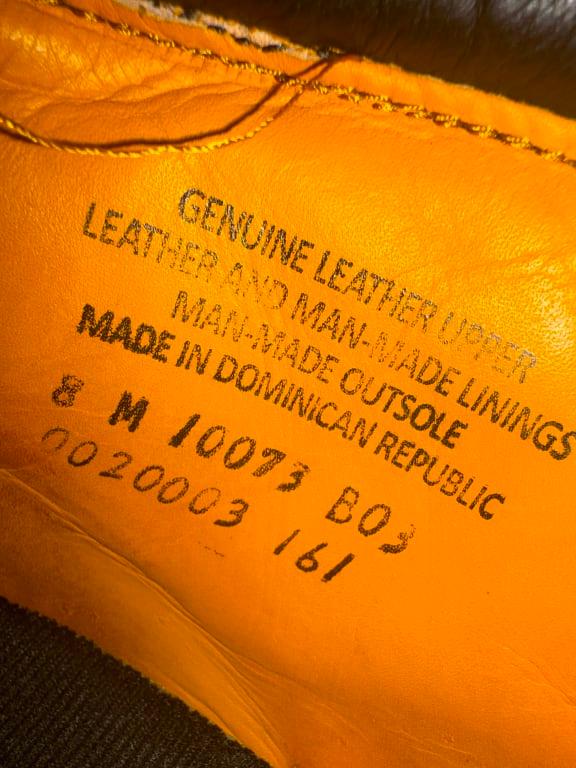 GENUINE LEATHER UPPER
LEATHER AND MAN-MADE LININGS
MAN-MADE OUTSOLE
MADE IN DOMINICAN REPUBLIC
8 M 10073 B03
0020003 161